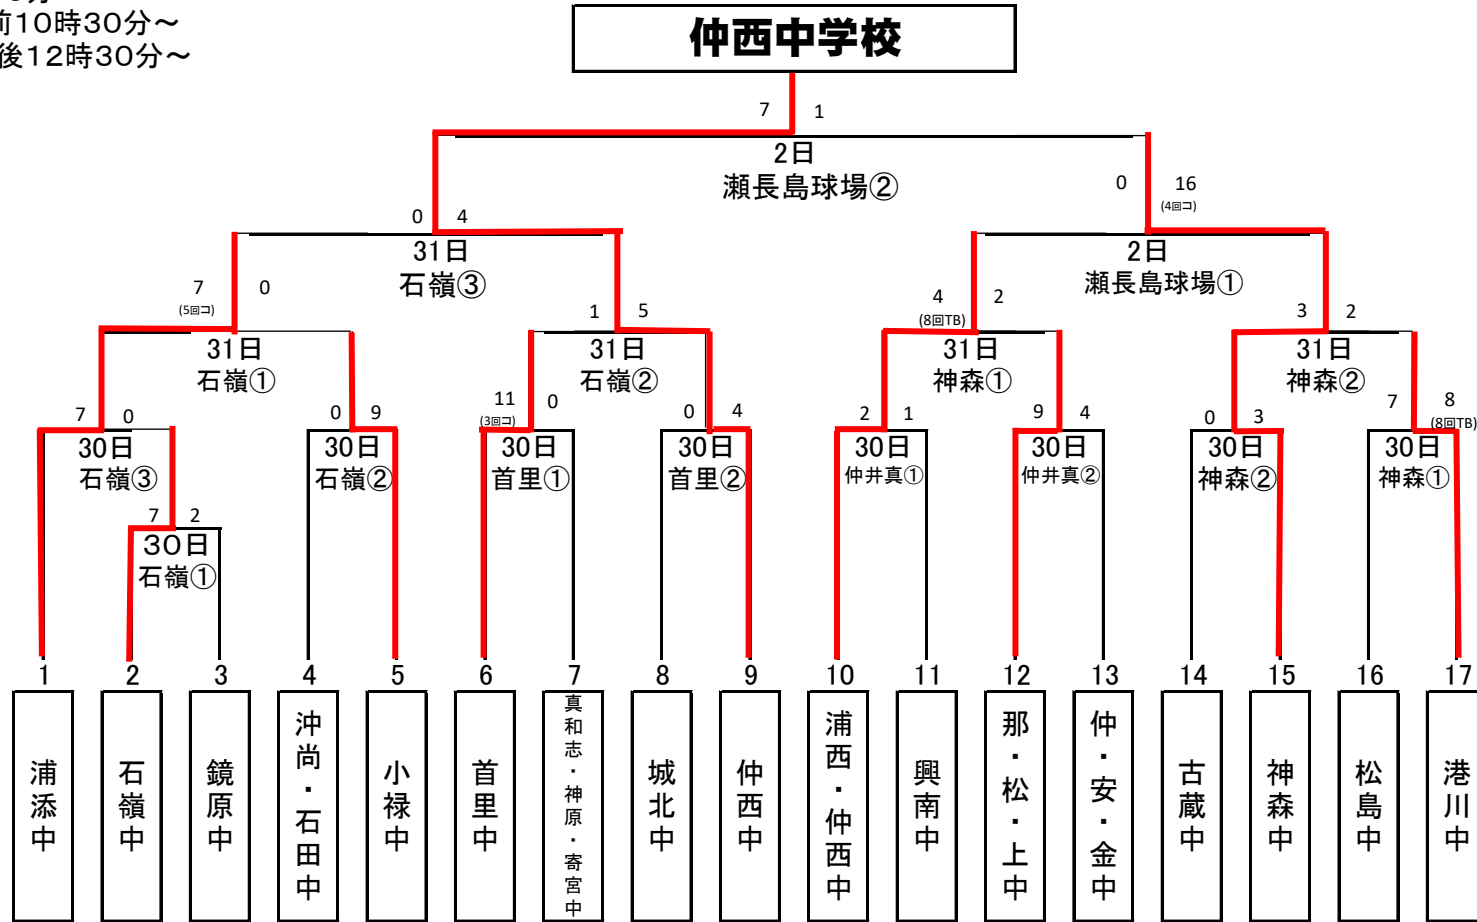 前10時30分～
後12時30分～
仲西中学校
7 1
2日
瀬長島球場②
0 16
(4回コ)
0 4
31日
石嶺③
2日
瀬長島球場①
7 0
(5回コ)
31日
石嶺①
1 5
31日
石嶺②
4 2
(8回TB)
31日
神森①
3 2
31日
神森②
7 0
30日
石嶺③
0 9
30日
石嶺②
11 0
(3回コ)
30日
首里①
0 4
30日
首里②
2 1
30日
仲井真①
9 4
30日
仲井真②
0 3
30日
神森②
7 8
(8回TB)
30日
神森①
7 2
30日
石嶺①
1 2 3 4 5 6 7 8 9 10 11 12 13 14 15 16 17
浦添中
石嶺中
鏡原中
沖尚・石田中
小禄中
首里中
真和志・神原・寄宮中
城北中
仲西中
浦西・仲西中
興南中
那・松・上中
仲・安・金中
古蔵中
神森中
松島中
港川中